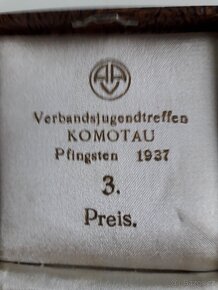 Verbandsjugendtreffen
KOMOTAU
Pfingsten 1937
3.
Preis.